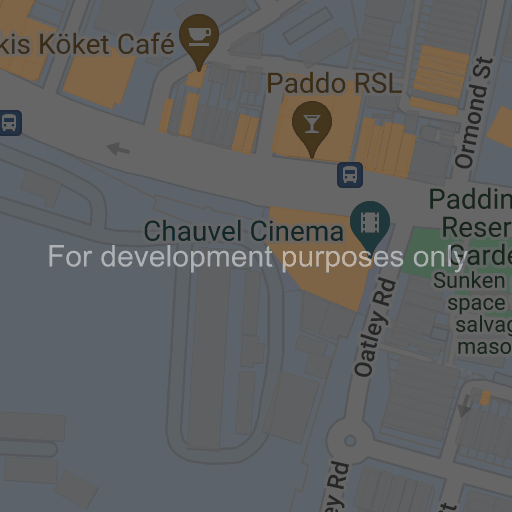 kis Köket Café
Paddo RSL
Ormond St
Chauvel Cinema
Paddin
Reser
Garde
For development purposes only
Sunken
space
salvag
maso
Oatley Rd
ey Rd